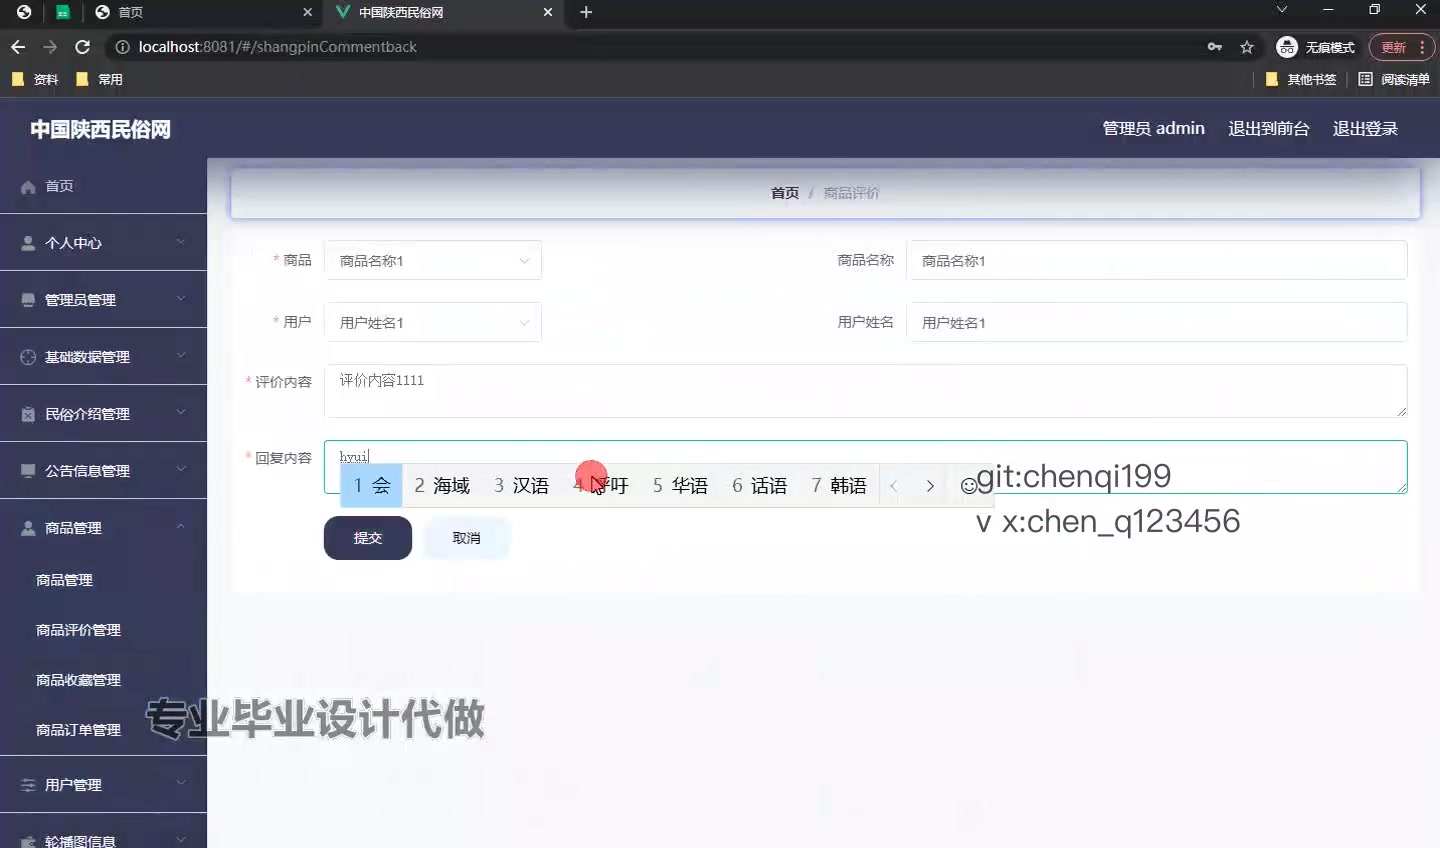 首页
中国陕西民俗网
localhost:8081/#/shangpinCommentback
无痕模式
更新
资料
常用
其他书签
阅读清单
中国陕西民俗网
管理员 admin
退出到前台
退出登录
首页
个人中心
管理员管理
基础数据管理
民俗介绍管理
公告信息管理
商品管理
商品管理
商品评价管理
商品收藏管理
商品订单管理
用户管理
轮播图信息
首页 / 商品评价
* 商品
商品名称1
商品名称
商品名称1
* 用户
用户姓名1
用户姓名
用户姓名1
* 评价内容
评价内容1111
* 回复内容
hyui
1 会 2 海域 3 汉语 4 呼吁 5 华语 6 话语 7 韩语
提交
取消
git:chenqi199
v x:chen_q123456
专业毕业设计代做